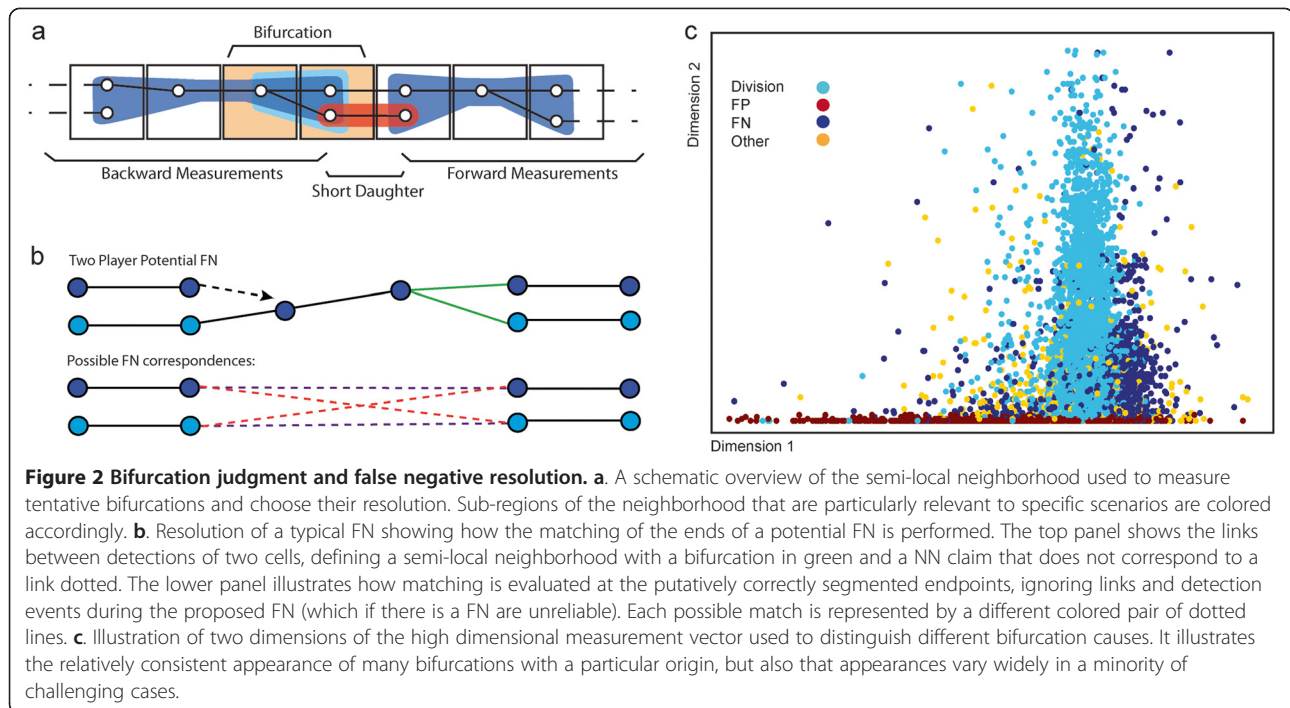 a
Bifurcation
Backward Measurements
Short Daughter
Forward Measurements
b
Two Player Potential FN
Possible FN correspondences:
c
Dimension 2
Division
FP
FN
Other
Dimension 1
Figure 2 Bifurcation judgment and false negative resolution. a. A schematic overview of the semi-local neighborhood used to measure
tentative bifurcations and choose their resolution. Sub-regions of the neighborhood that are particularly relevant to specific scenarios are colored
accordingly. b. Resolution of a typical FN showing how the matching of the ends of a potential FN is performed. The top panel shows the links
between detections of two cells, defining a semi-local neighborhood with a bifurcation in green and a NN claim that does not correspond to a
link dotted. The lower panel illustrates how matching is evaluated at the putatively correctly segmented endpoints, ignoring links and detection
events during the proposed FN (which if there is a FN are unreliable). Each possible match is represented by a different colored pair of dotted
lines. c. Illustration of two dimensions of the high dimensional measurement vector used to distinguish different bifurcation causes. It illustrates
the relatively consistent appearance of many bifurcations with a particular origin, but also that appearances vary widely in a minority of
challenging cases.